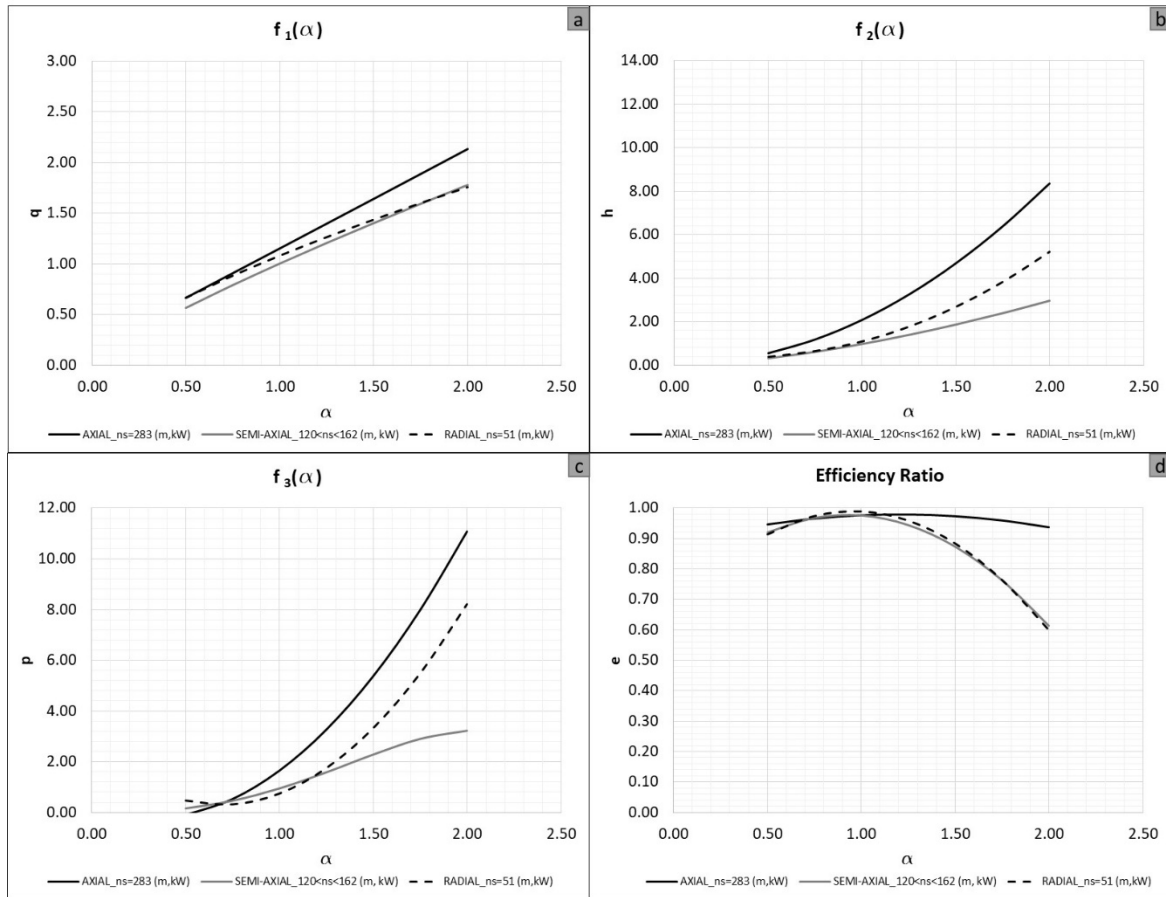 f 1(α)
a
3.00
2.50
2.00
1.50
1.00
0.50
0.00
q
0.00 0.50 1.00 1.50 2.00 2.50
α
AXIAL_ns=283 (m,kW) SEMI-AXIAL_120<ns<162 (m, kW) RADIAL_ns=51 (m,kW)
f 2(α)
b
14.00
12.00
10.00
8.00
6.00
4.00
2.00
0.00
h
0.00 0.50 1.00 1.50 2.00 2.50
α
AXIAL_ns=283 (m,kW) SEMI-AXIAL_120<ns<162 (m, kW) RADIAL_ns=51 (m,kW)
f 3(α)
c
12.00
10.00
8.00
6.00
4.00
2.00
0.00
p
0.00 0.50 1.00 1.50 2.00 2.50
α
AXIAL_ns=283 (m,kW) SEMI-AXIAL_120<ns<162 (m, kW) RADIAL_ns=51 (m,kW)
Efficiency Ratio
d
1.00
0.90
0.80
0.70
0.60
0.50
0.40
0.30
0.20
0.10
0.00
e
0.00 0.50 1.00 1.50 2.00 2.50
α
AXIAL_ns=283 (m,kW) SEMI-AXIAL_120<ns<162 (m, kW) RADIAL_ns=51 (m,kW)